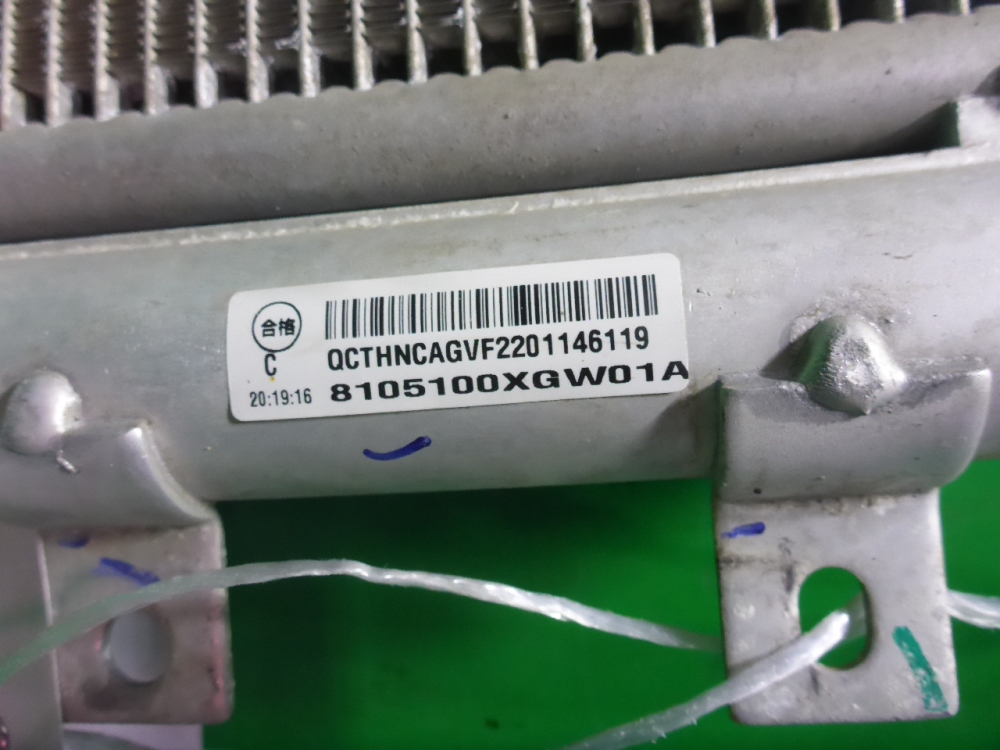 合格
C
20:19:16
QCTHNCAGVF2201146119
8105100XGW01A